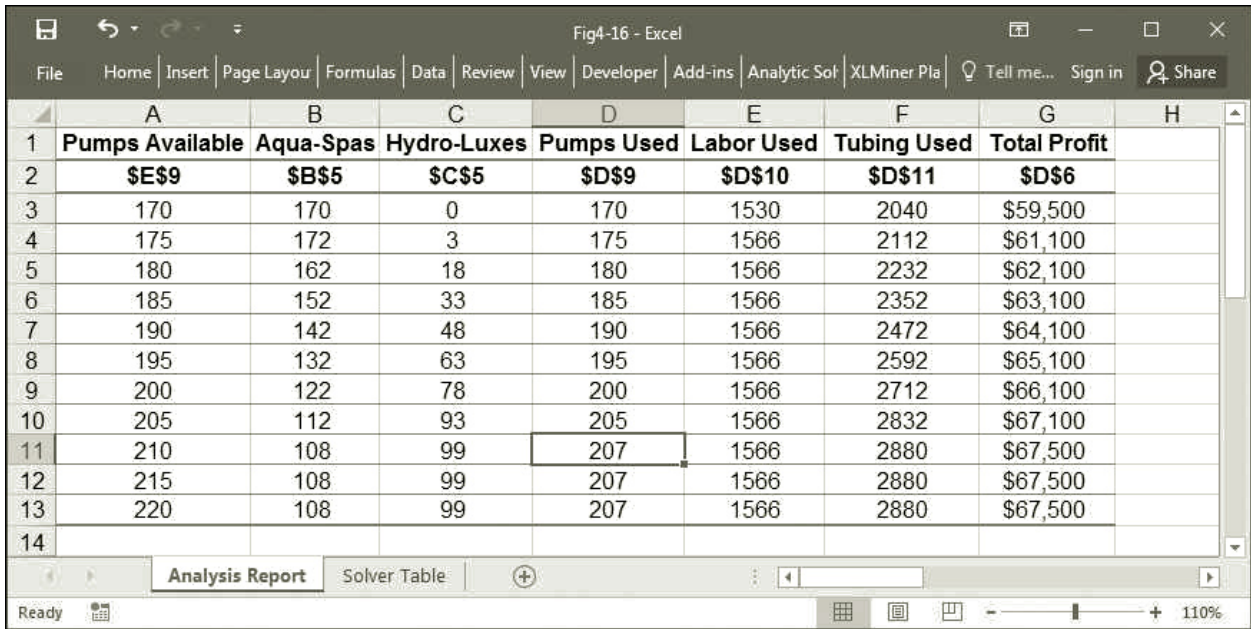 Fig4-16 - Excel
File Home Insert Page Layou Formulas Data Review View Developer Add-ins Analytic Sol XLMiner Pla Tell me... Sign in Share
A B C D E F G H
1 Pumps Available Aqua-Spas Hydro-Luxes Pumps Used Labor Used Tubing Used Total Profit
2 $E$9 $B$5 $C$5 $D$9 $D$10 $D$11 $D$6
3 170 170 0 170 1530 2040 $59,500
4 175 172 3 175 1566 2112 $61,100
5 180 162 18 180 1566 2232 $62,100
6 185 152 33 185 1566 2352 $63,100
7 190 142 48 190 1566 2472 $64,100
8 195 132 63 195 1566 2592 $65,100
9 200 122 78 200 1566 2712 $66,100
10 205 112 93 205 1566 2832 $67,100
11 210 108 99 207 1566 2880 $67,500
12 215 108 99 207 1566 2880 $67,500
13 220 108 99 207 1566 2880 $67,500
14
Analysis Report Solver Table
Ready 110%